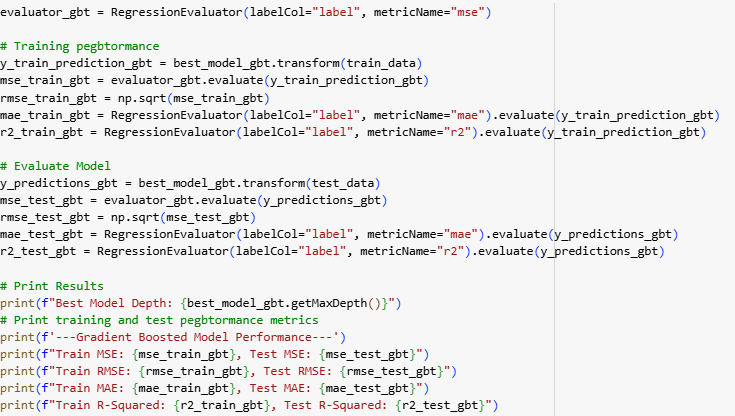 evaluator_gbt = RegressionEvaluator(labelCol="label", metricName="mse")
# Training pegbtormance
y_train_prediction_gbt = best_model_gbt.transform(train_data)
mse_train_gbt = evaluator_gbt.evaluate(y_train_prediction_gbt)
rmse_train_gbt = np.sqrt(mse_train_gbt)
mae_train_gbt = RegressionEvaluator(labelCol="label", metricName="mae").evaluate(y_train_prediction_gbt)
r2_train_gbt = RegressionEvaluator(labelCol="label", metricName="r2").evaluate(y_train_prediction_gbt)
# Evaluate Model
y_predictions_gbt = best_model_gbt.transform(test_data)
mse_test_gbt = evaluator_gbt.evaluate(y_predictions_gbt)
rmse_test_gbt = np.sqrt(mse_test_gbt)
mae_test_gbt = RegressionEvaluator(labelCol="label", metricName="mae").evaluate(y_predictions_gbt)
r2_test_gbt = RegressionEvaluator(labelCol="label", metricName="r2").evaluate(y_predictions_gbt)
# Print Results
print(f"Best Model Depth: {best_model_gbt.getMaxDepth()}")
# Print training and test pegbtormance metrics
print(f'---Gradient Boosted Model Performance---')
print(f"Train MSE: {mse_train_gbt}, Test MSE: {mse_test_gbt}")
print(f"Train RMSE: {rmse_train_gbt}, Test RMSE: {rmse_test_gbt}")
print(f"Train MAE: {mae_train_gbt}, Test MAE: {mae_test_gbt}")
print(f"Train R-Squared: {r2_train_gbt}, Test R-Squared: {r2_test_gbt}")